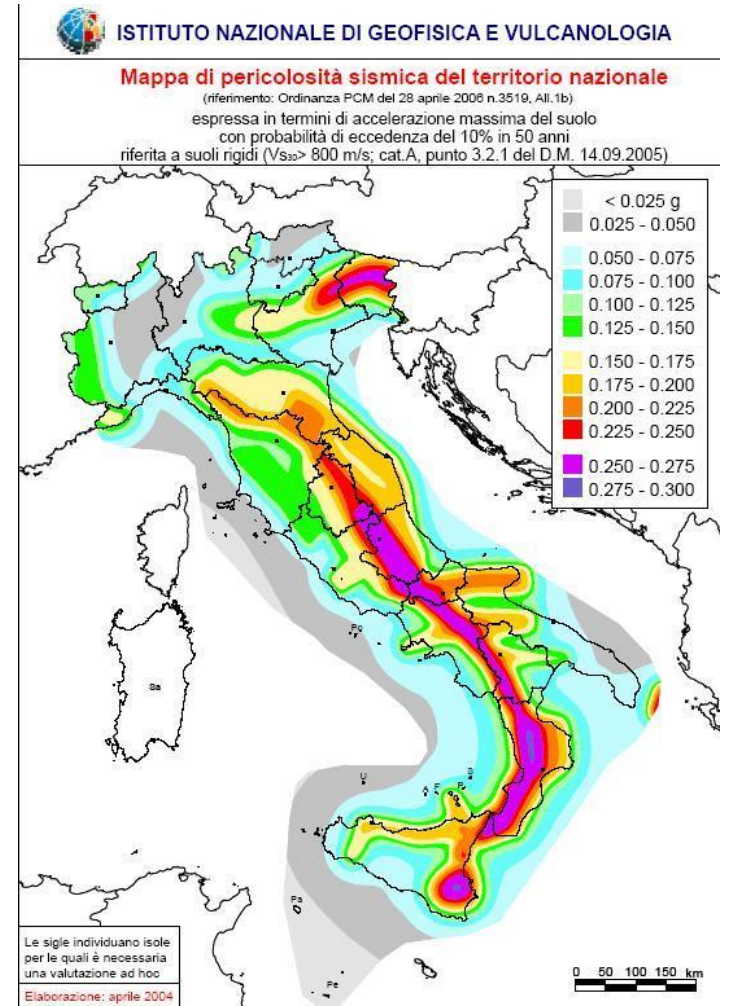 ISTITUTO NAZIONALE DI GEOFISICA E VULCANOLOGIA
Mappa di pericolosità sismica del territorio nazionale
(riferimento: Ordinanza PCM del 28 aprile 2006 n.3519, All.1b)
espressa in termini di accelerazione massima del suolo
con probabilità di eccedenza del 10% in 50 anni
riferita a suoli rigidi (Vs30> 800 m/s; cat.A, punto 3.2.1 del D.M. 14.09.2005)
< 0.025 g
0.025 - 0.050
0.050 - 0.075
0.075 - 0.100
0.100 - 0.125
0.125 - 0.150
0.150 - 0.175
0.175 - 0.200
0.200 - 0.225
0.225 - 0.250
0.250 - 0.275
0.275 - 0.300
Po
Sa
U
A F P S
Pa
Pe
Le sigle individuano isole
per le quali è necessaria
una valutazione ad hoc
Elaborazione: aprile 2004
0 50 100 150 km